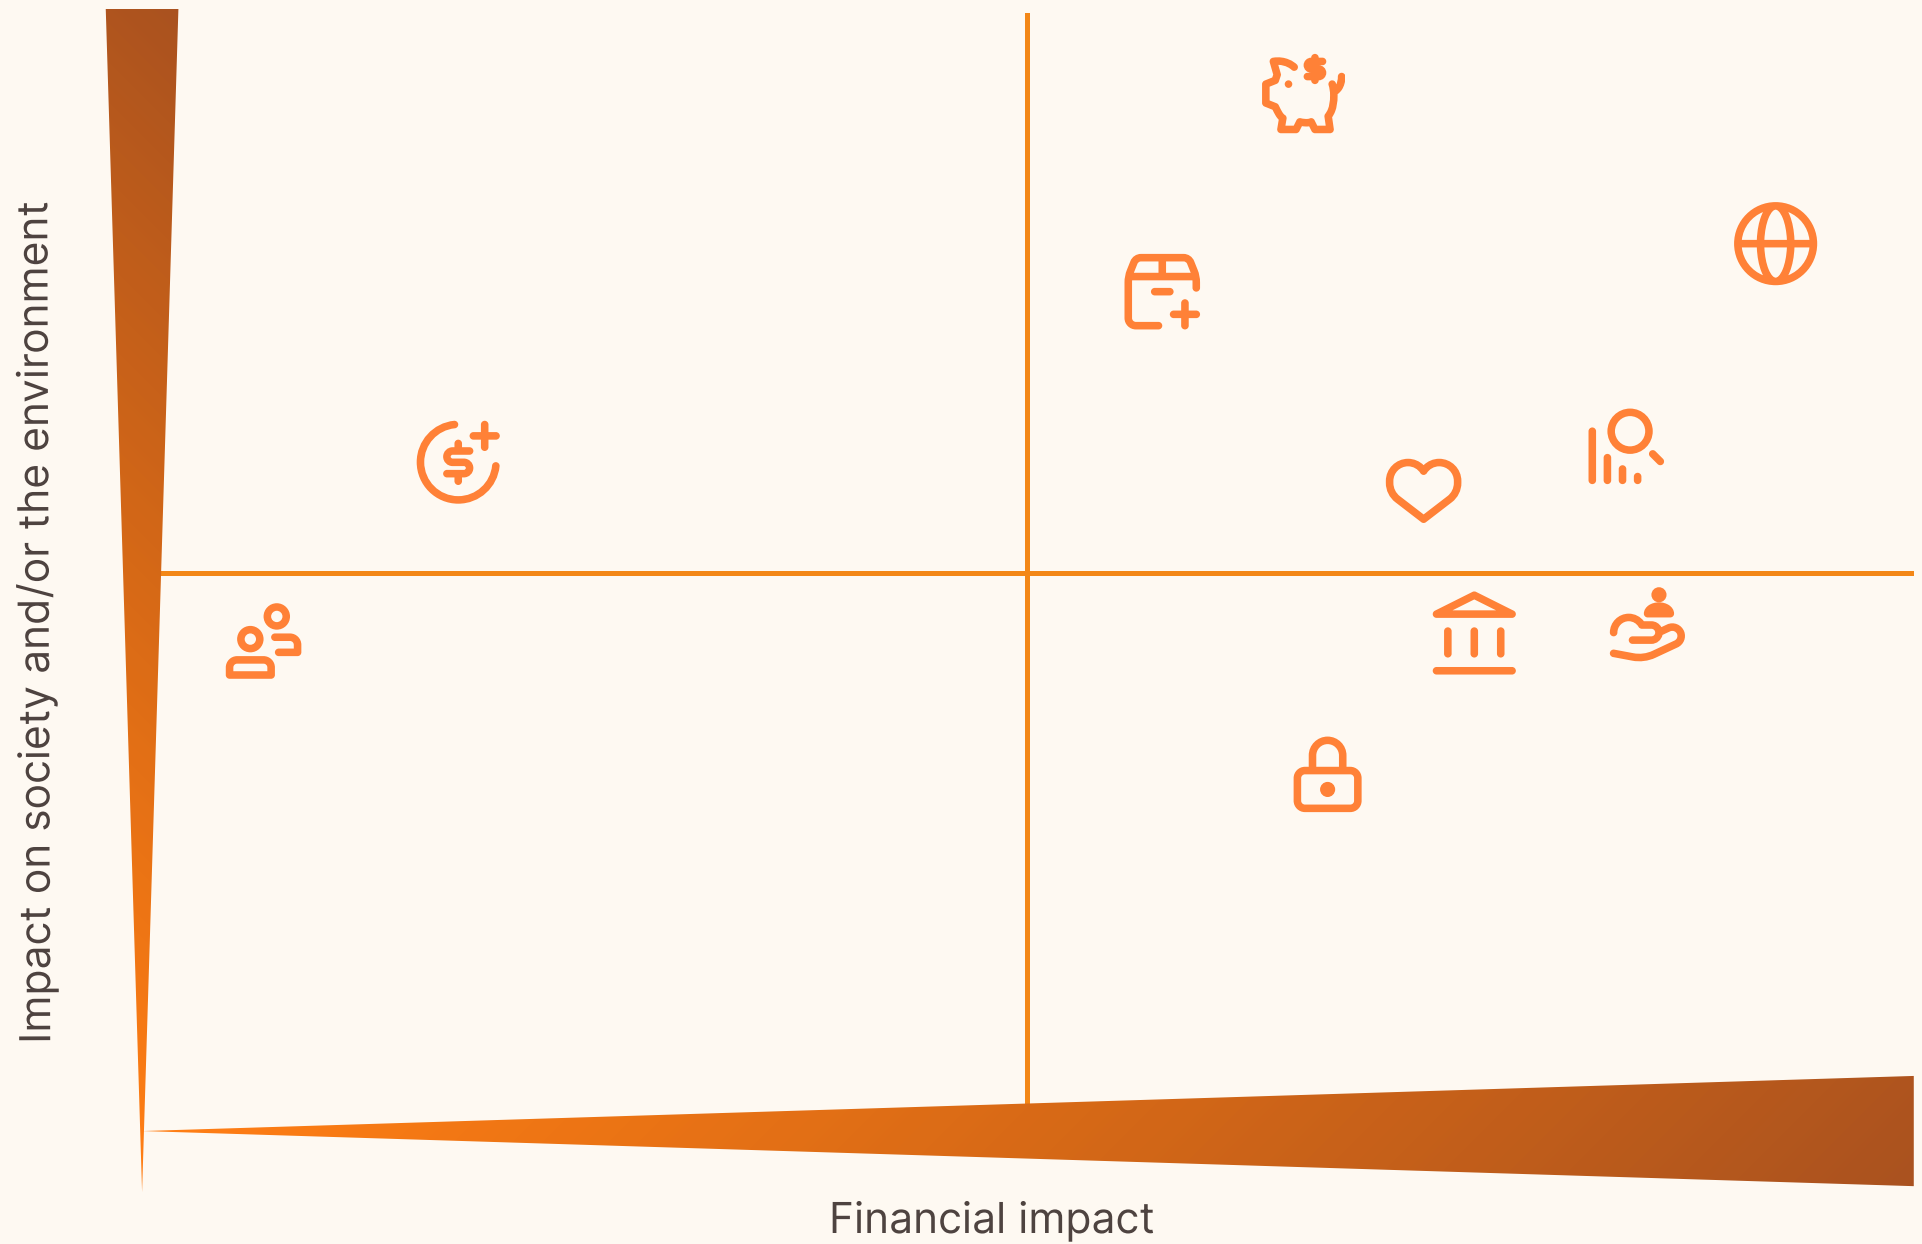 Impact on society and/or the environment
Financial impact